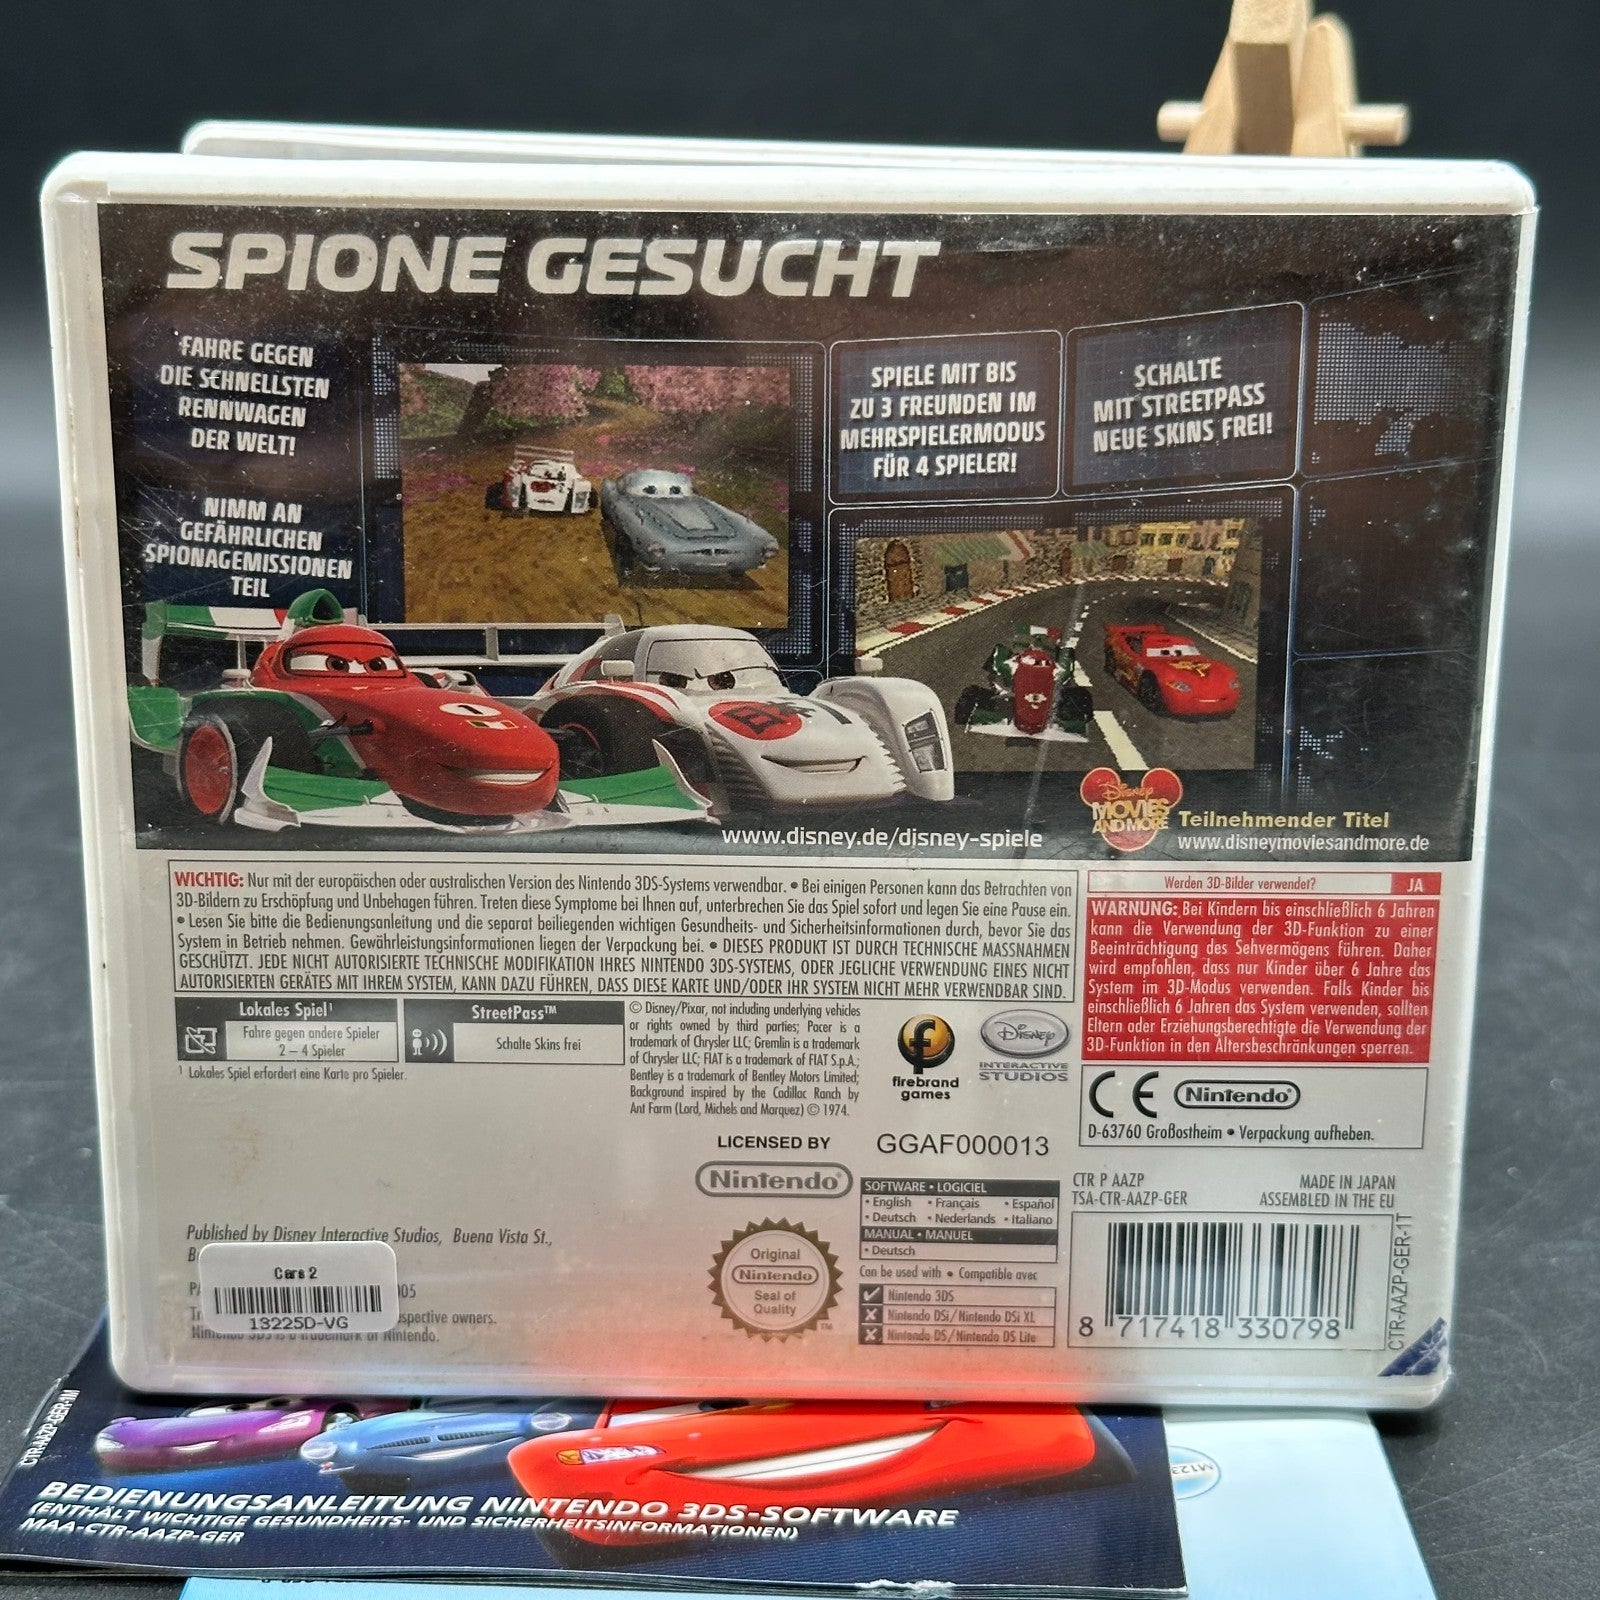 SPIONE GESUCHT
FAHRE GEGEN
DIE SCHNELLSTEN
RENNWAGEN
DER WELT!
NIMM AN
GEFÄHRLICHEN
SPIONAGEMISSIONEN
TEIL
SPIELE MIT BIS
ZU 3 FREUNDEN IM
MEHRSPIELERMODUS
FÜR 4 SPIELER!
SCHALTE
MIT STREETPASS
NEUE SKINS FREI!
1
www.disney.de/disney-spiele
Disney
MOVIES
AND MORE
Teilnehmender Titel
www.disneymoviesandmore.de
WICHTIG: Nur mit der europäischen oder australischen Version des Nintendo 3DS-Systems verwendbar. • Bei einigen Personen kann das Betrachten von
3D-Bildern zu Erschöpfung und Unbehagen führen. Treten diese Symptome bei Ihnen auf, unterbrechen Sie das Spiel sofort und legen Sie eine Pause ein.
• Lesen Sie bitte die Bedienungsanleitung und die separat beiliegenden wichtigen Gesundheits- und Sicherheitsinformationen durch, bevor Sie das
System in Betrieb nehmen. Gewährleistungsinformationen liegen der Verpackung bei. • DIESES PRODUKT IST DURCH TECHNISCHE MASSNAHMEN
GESCHÜTZT. JEDE NICHT AUTORISIERTE TECHNISCHE MODIFIKATION IHRES NINTENDO 3DS-SYSTEMS, ODER JEGLICHE VERWENDUNG EINES NICHT
AUTORISIERTEN GERÄTES MIT IHREM SYSTEM, KANN DAZU FÜHREN, DASS DIESE KARTE UND/ODER IHR SYSTEM NICHT MEHR VERWENDBAR SIND.
Werden 3D-Bilder verwendet? JA
WARNUNG: Bei Kindern bis einschließlich 6 Jahren
kann die Verwendung der 3D-Funktion zu einer
Beeinträchtigung des Sehvermögens führen. Daher
wird empfohlen, dass nur Kinder über 6 Jahre das
System im 3D-Modus verwenden. Falls Kinder bis
einschließlich 6 Jahren das System verwenden, sollten
Eltern oder Erziehungsberechtigte die Verwendung der
3D-Funktion in den Altersbeschränkungen sperren.
Lokales Spiel¹
Fahre gegen andere Spieler
2 – 4 Spieler
StreetPass™
Schalte Skins frei
¹ Lokales Spiel erfordert eine Karte pro Spieler.
© Disney/Pixar, not including underlying vehicles
or rights owned by third parties; Pacer is a
trademark of Chrysler LLC; Gremlin is a trademark
of Chrysler LLC; FIAT is a trademark of FIAT S.p.A.;
Bentley is a trademark of Bentley Motors Limited;
Background inspired by the Cadillac Ranch by
Ant Farm (Lord, Michels and Marquez) © 1974.
firebrand
games
Disney
INTERACTIVE
STUDIOS
CE Nintendo
D-63760 Großostheim • Verpackung aufheben.
LICENSED BY
Nintendo
GGAF000013
SOFTWARE • LOGICIEL
• English • Français • Español
• Deutsch • Nederlands • Italiano
MANUAL • MANUEL
• Deutsch
Can be used with • Compatible avec
Nintendo 3DS
Nintendo DSi/Nintendo DSi XL
Nintendo DS/Nintendo DS Lite
CTR P AAZP
TSA-CTR-AAZP-GER
MADE IN JAPAN
ASSEMBLED IN THE EU
8 717418 330798
CTR-AAZP-GER-1T
Original
Nintendo
Seal of
Quality
TM
Published by Disney Interactive Studios, Buena Vista St.,
Nintendo 3DS is a trademark of Nintendo.
Cars 2
13225D-VG
CTR-AAZP-GER-1M
BEDIENUNGSANLEITUNG NINTENDO 3DS-SOFTWARE
(ENTHÄLT WICHTIGE GESUNDHEITS- UND SICHERHEITSINFORMATIONEN)
MAA-CTR-AAZP-GER